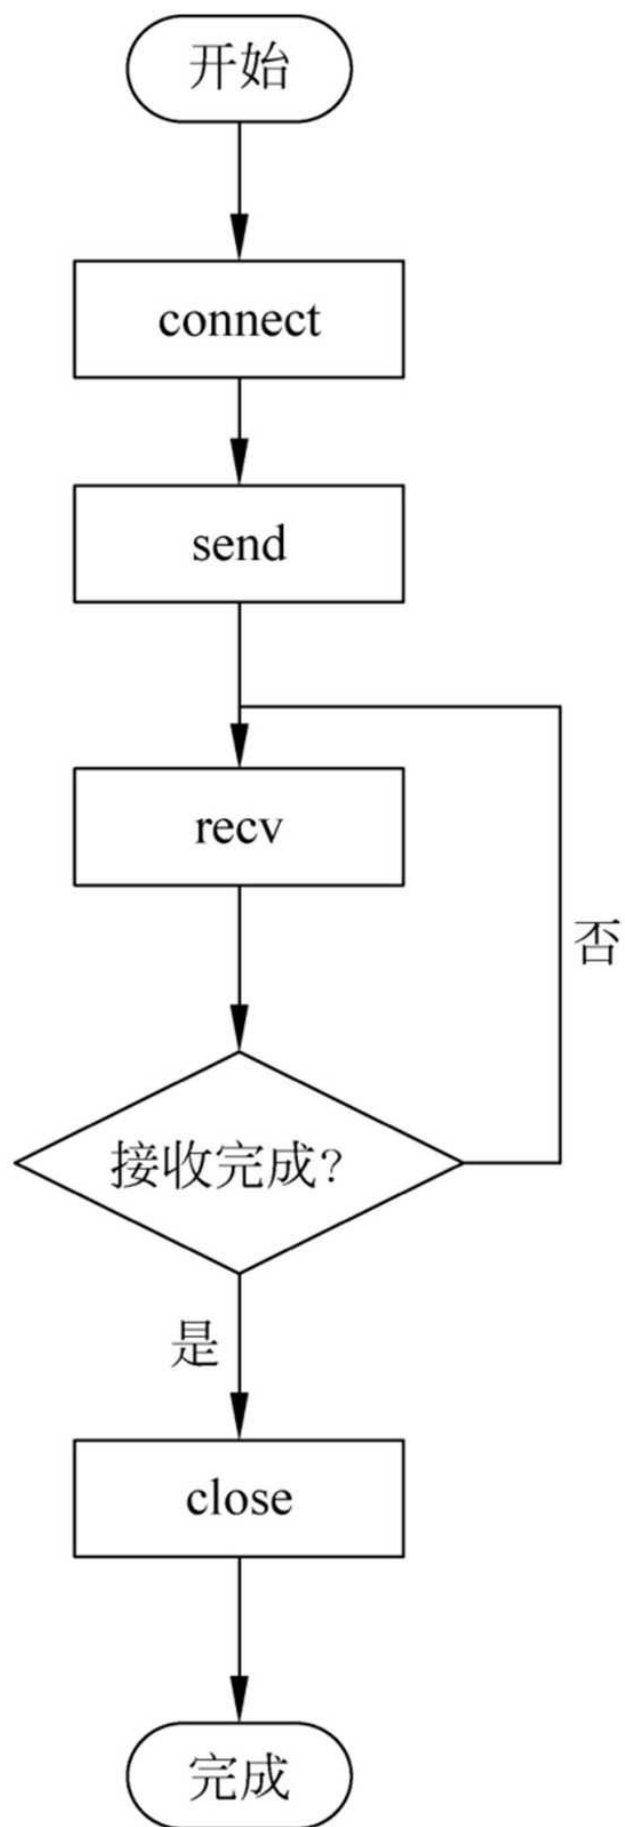 开始
connect
send
recv
否
接收完成?
是
close
完成